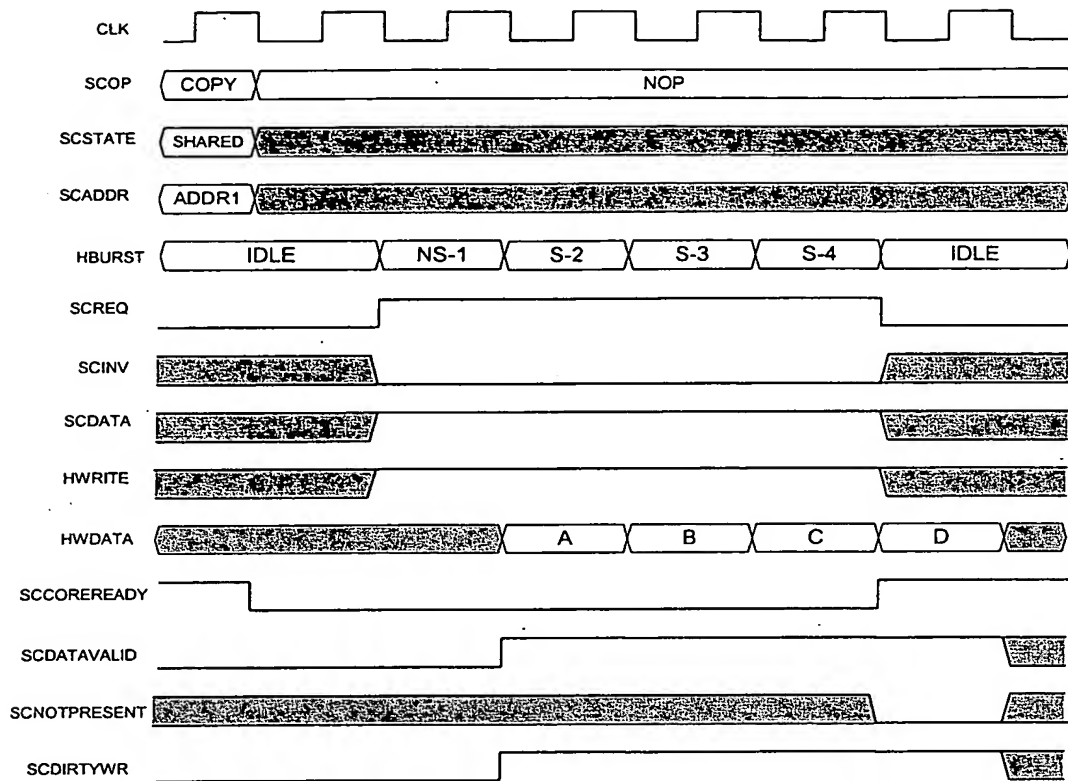 CLK
SCOP COPY NOP
SCSTATE SHARED
SCADDR ADDR1
HBURST IDLE NS-1 S-2 S-3 S-4 IDLE
SCREQ
SCINV
SCDATA
HWRITE
HWDATA A B C D
SCCOREREADY
SCDATAVALID
SCNOTPRESENT
SCDIRTYWR